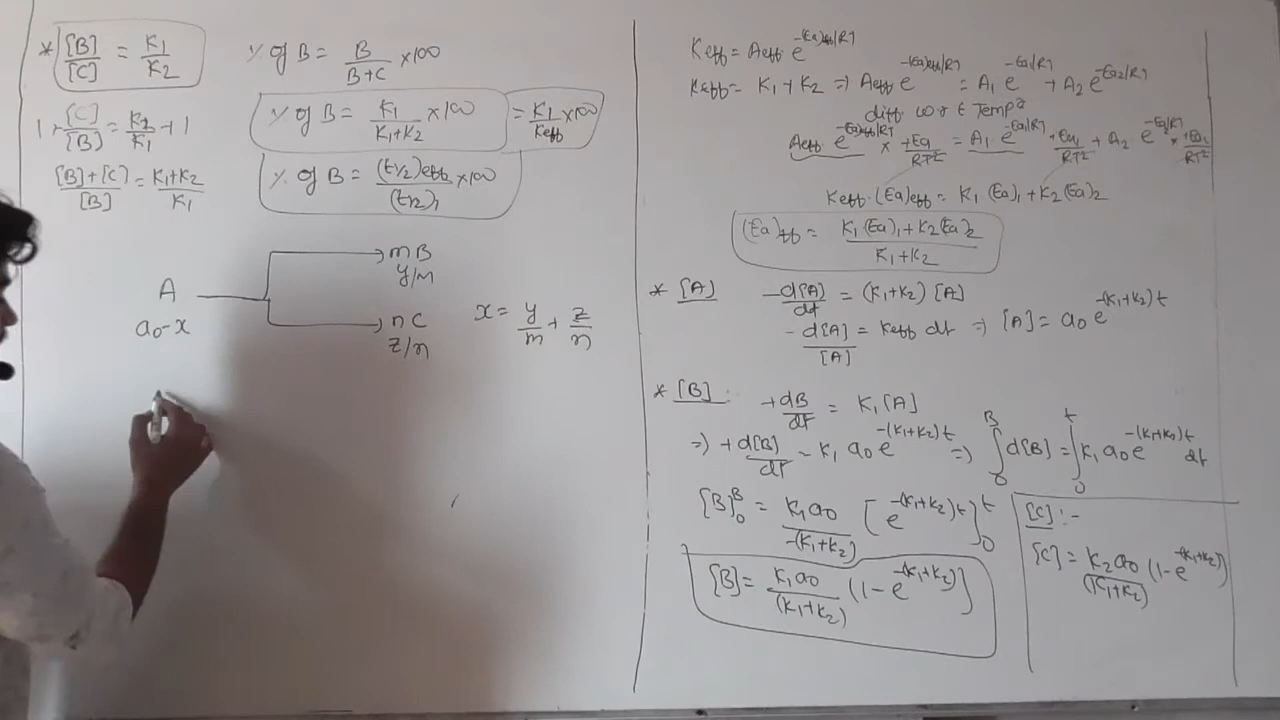 * [B]/[C] = K1/K2
% of B = B/(B+C) ×100
1+[C]/[B] = K2/K1 +1
% of B = K1/(K1+K2) ×100 = K1/Keff ×100
[B]+[C]/[B] = K1+K2/K1
% of B = (t1/2)eff/(t1/2)1 ×100
A
a0-x
mB
y/m
nC
z/n
x = y/m + z/n
Keff = Aeff e^-(Ea)eff/RT
Keff = K1+K2 ⇒ Aeff e^-(Ea)eff/RT = A1 e^-Ea1/RT + A2 e^-Ea2/RT
diff w.r.t Temp
Aeff e^-(Ea)eff/RT × +Ea/RT² = A1 e^-Ea1/RT +Ea1/RT² + A2 e^-Ea2/RT × +Ea2/RT²
Keff.(Ea)eff = K1(Ea)1+K2(Ea)2
(Ea)eff = K1(Ea)1+K2(Ea)2/K1+K2
* [A] -d[A]/dt = (K1+K2)[A]
-d[A]/[A] = Keff dt ⇒ [A] = a0 e^-(K1+K2)t
* [B] : +dB/dt = K1[A]
⇒ +d[B]/dt = K1 a0 e^-(K1+K2)t ⇒ ∫0^B d[B] = ∫0^t K1 a0 e^-(K1+K2)t dt
[B]0^B = K1a0/-(K1+K2) [e^-(K1+K2)t]0^t
[B] = K1a0/(K1+K2) (1-e^-(K1+K2)]
[C] :-
[C] = K2a0/(K1+K2) (1-e^-(K1+K2))